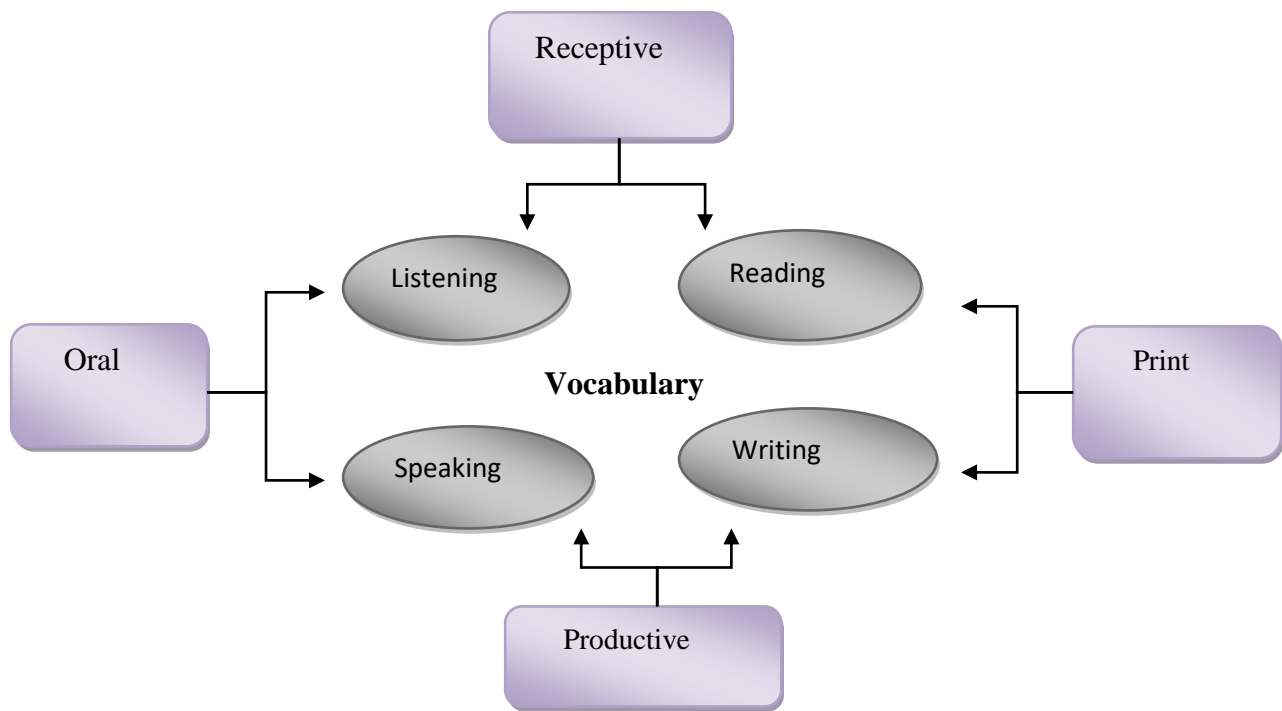 Receptive
Listening
Reading
Oral
Print
Vocabulary
Speaking
Writing
Productive